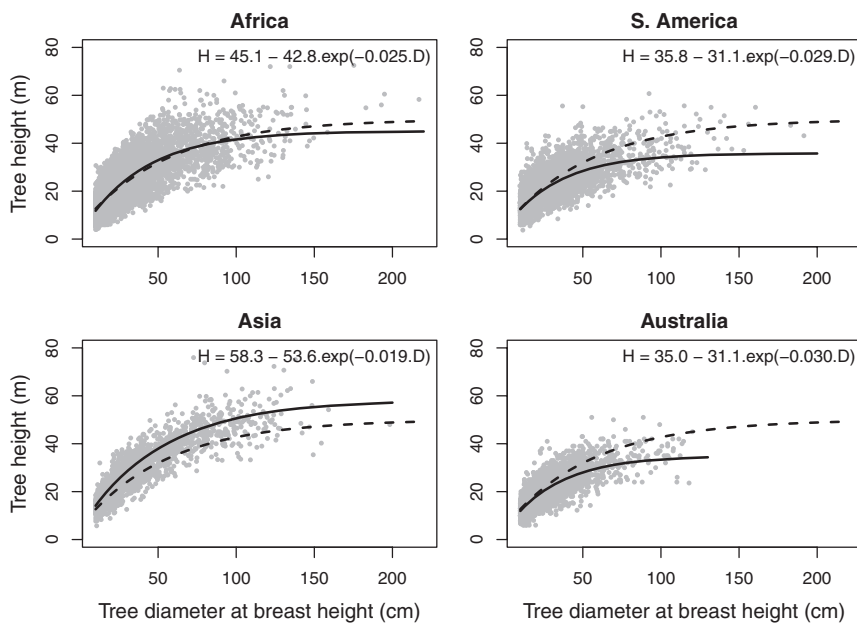 Africa
H = 45.1 − 42.8.exp(−0.025.D)
Tree height (m)
80
60
40
20
0
50 100 150 200
S. America
H = 35.8 − 31.1.exp(−0.029.D)
80
60
40
20
0
50 100 150 200
Asia
H = 58.3 − 53.6.exp(−0.019.D)
Tree height (m)
80
60
40
20
0
50 100 150 200
Tree diameter at breast height (cm)
Australia
H = 35.0 − 31.1.exp(−0.030.D)
80
60
40
20
0
50 100 150 200
Tree diameter at breast height (cm)